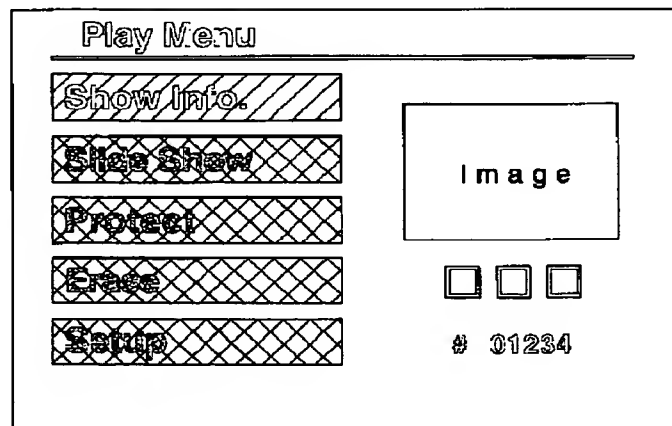 Play Menu
Show Info.
Slide Show
Protect
Erase
Setup
Image
# 01234